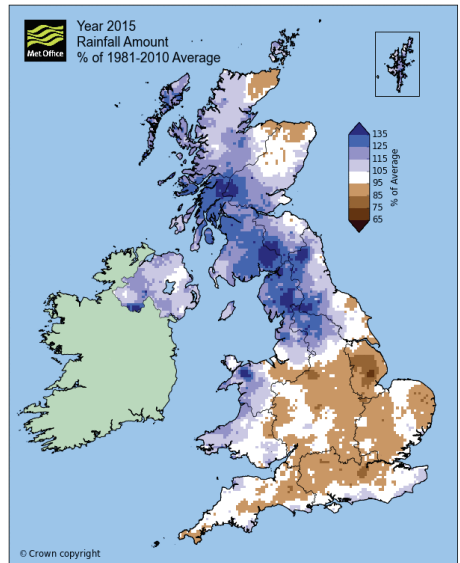 Met Office
Year 2015
Rainfall Amount
% of 1981-2010 Average
135
125
115
105
95
85
75
65
% of Average
© Crown copyright